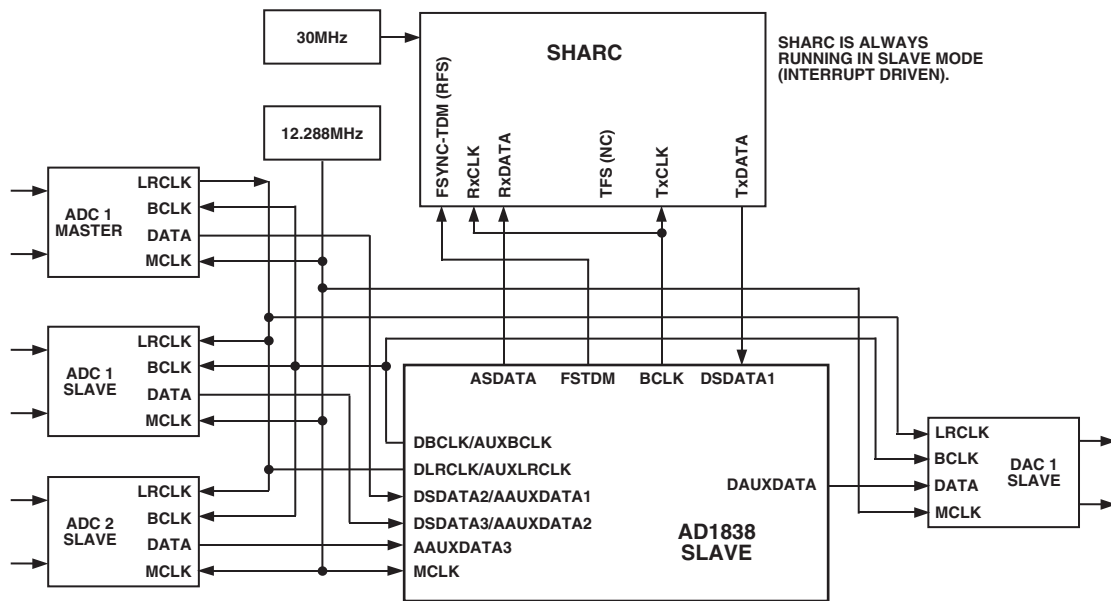 30MHz
SHARC
SHARC IS ALWAYS
RUNNING IN SLAVE MODE
(INTERRUPT DRIVEN).
FSYNC-TDM (RFS)
RxCLK
RxDATA
TFS (NC)
TxCLK
TxDATA
12.288MHz
ADC 1
MASTER
LRCLK
BCLK
DATA
MCLK
ADC 1
SLAVE
LRCLK
BCLK
DATA
MCLK
ADC 2
SLAVE
LRCLK
BCLK
DATA
MCLK
ASDATA
FSTDM
BCLK
DSDATA1
DBCLK/AUXBCLK
DLRCLK/AUXLRCLK
DSDATA2/AAUXDATA1
DSDATA3/AAUXDATA2
AAUXDATA3
MCLK
DAUXDATA
AD1838
SLAVE
LRCLK
BCLK
DATA
MCLK
DAC 1
SLAVE